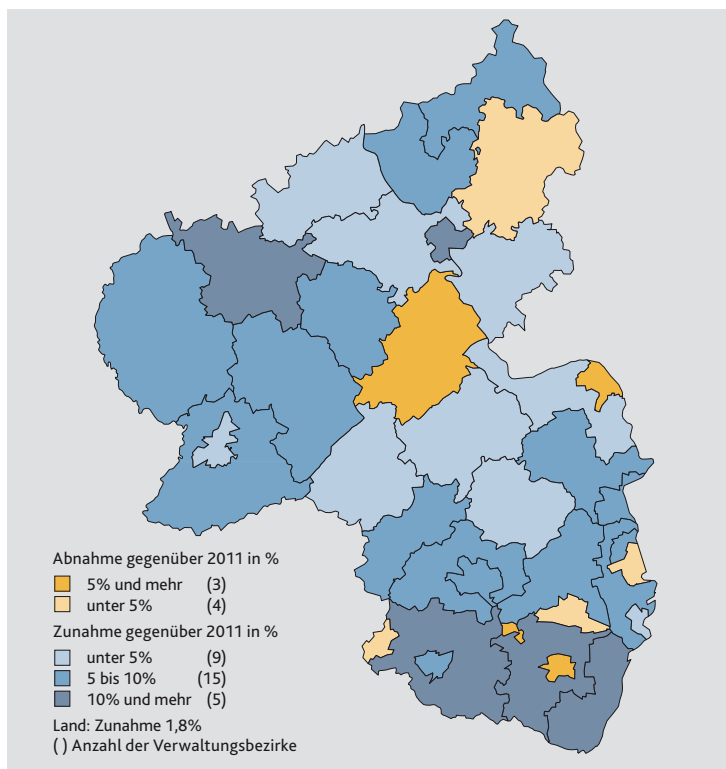 Abnahme gegenüber 2011 in %
5% und mehr (3)
unter 5% (4)
Zunahme gegenüber 2011 in %
unter 5% (9)
5 bis 10% (15)
10% und mehr (5)
Land: Zunahme 1,8%
( ) Anzahl der Verwaltungsbezirke